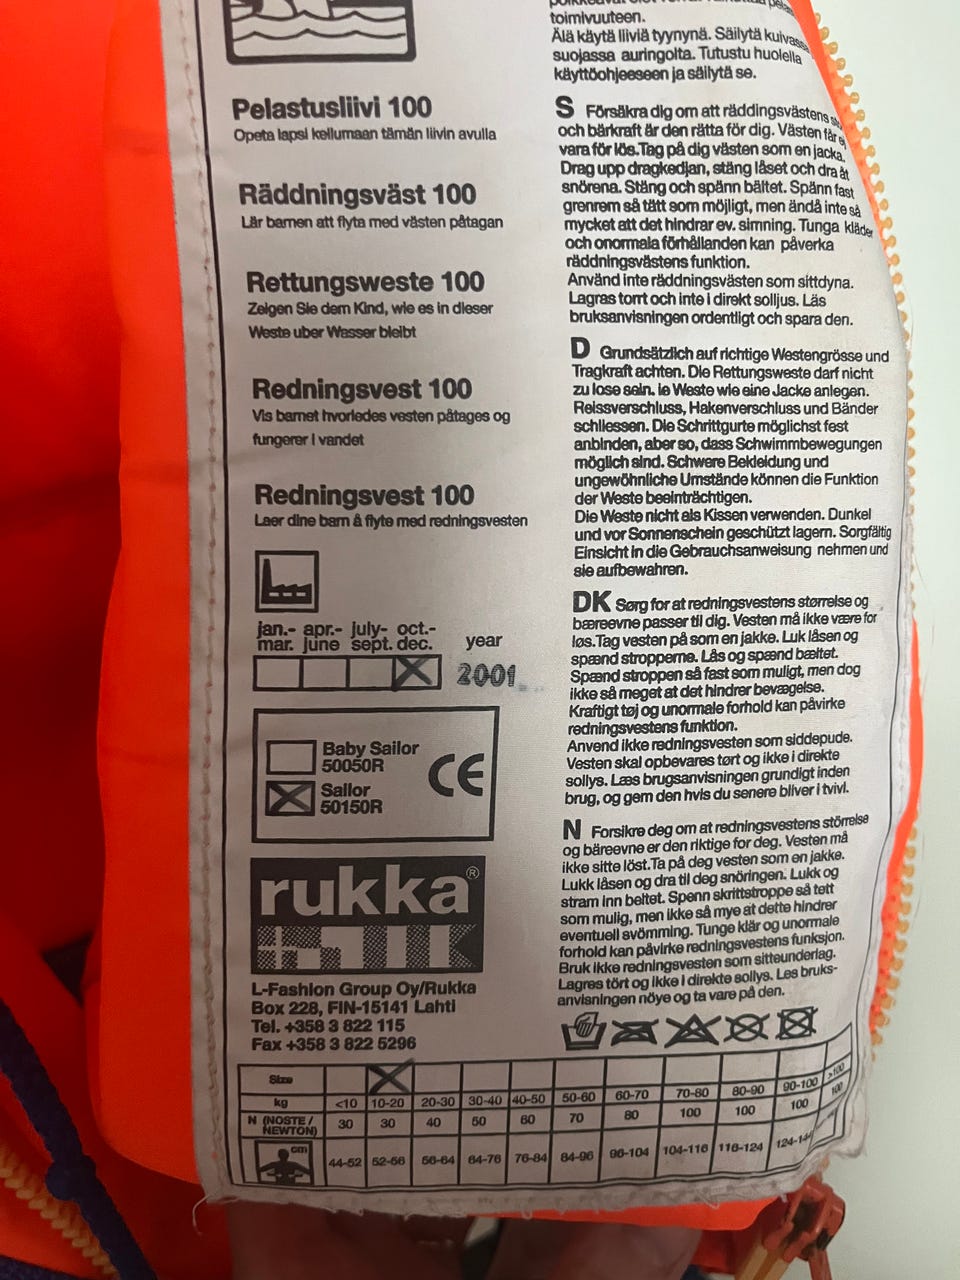 toimivuuteen.
Älä käytä liiviä tyynynä. Säilytä kuivassa
suojassa auringolta. Tutustu huolella
käyttöohjeeseen ja säilytä se.
Pelastusliivi 100
Opeta lapsi kellumaan tämän liivin avulla
Räddningsväst 100
Lär barnen att flyta med västen påtagan
Rettungsweste 100
Zeigen Sie dem Kind, wie es in dieser
Weste uber Wasser bleibt
Redningsvest 100
Vis barnet hvorledes vesten påtages og
fungerer i vandet
Redningsvest 100
Laer dine barn å flyte med redningsvesten
jan.- apr.- july- oct.-
mar. june sept. dec. year
2001
Baby Sailor
50050R
Sailor
50150R
CE
rukka®
L-Fashion Group Oy/Rukka
Box 228, FIN-15141 Lahti
Tel. +358 3 822 115
Fax +358 3 822 5296
S Försäkra dig om att räddingsvästens
och bärkraft är den rätta för dig. Västen får ej
vara för lös.Tag på dig västen som en jacka.
Drag upp dragkedjan, stäng låset och dra åt
snörena. Stäng och spänn bältet. Spänn fast
grenrem så tätt som möjligt, men ändå inte så
mycket att det hindrar ev. simning. Tunga kläder
och onormala förhållanden kan påverka
räddningsvästens funktion.
Använd inte räddningsvästen som sittdyna.
Lagras torrt och inte i direkt solljus. Läs
bruksanvisningen ordentligt och spara den.
D Grundsätzlich auf richtige Westengrösse und
Tragkraft achten. Die Rettungsweste darf nicht
zu lose sein. ie Weste wie eine Jacke anlegen.
Reissverschluss, Hakenverschluss und Bänder
schliessen. Die Schrittgurte möglichst fest
anbinden, aber so, dass Schwimmbewegungen
möglich sind. Schwere Bekleidung und
ungewöhnliche Umstände können die Funktion
der Weste beeinträchtigen.
Die Weste nicht als Kissen verwenden. Dunkel
und vor Sonnenschein geschützt lagern. Sorgfältig
Einsicht in die Gebrauchsanweisung nehmen und
sie aufbewahren.
DK Sørg for at redningsvestens størrelse og
bæreevne passer til dig. Vesten må ikke være for
løs.Tag vesten på som en jakke. Luk låsen og
spænd stropperne. Lås og spænd bæltet.
Spænd stroppen så fast som muligt, men dog
ikke så meget at det hindrer bevægelse.
Kraftigt tøj og unormale forhold kan påvirke
redningsvestens funktion.
Anvend ikke redningsvesten som siddepude.
Vesten skal opbevares tørt og ikke i direkte
sollys. Læs brugsanvisningen grundigt inden
brug, og gem den hvis du senere bliver i tvivl.
N Forsikre deg om at redningsvestens störrelse
og bäreevne er den riktige for deg. Vesten må
ikke sitte löst.Ta på deg vesten som en jakke.
Lukk låsen og dra til deg snöringen. Lukk og
stram inn beltet. Spenn skrittstroppe så tett
som mulig, men ikke så mye at dette hindrer
eventuell svömming. Tunge klär og unormale
forhold kan påvirke redningsvestens funksjon.
Bruk ikke redningsvesten som sitteunderlag.
Lagres tört og ikke i direkte sollys. Les bruks-
anvisningen nöye og ta vare på den.
Size
kg <10 10-20 20-30 30-40 40-50 50-60 60-70 70-80 80-90 90-100 >100
N (NOSTE / NEWTON) 30 30 40 50 60 70 80 100 100 100 100
cm 44-52 52-56 56-64 64-76 76-84 84-96 96-104 104-116 116-124